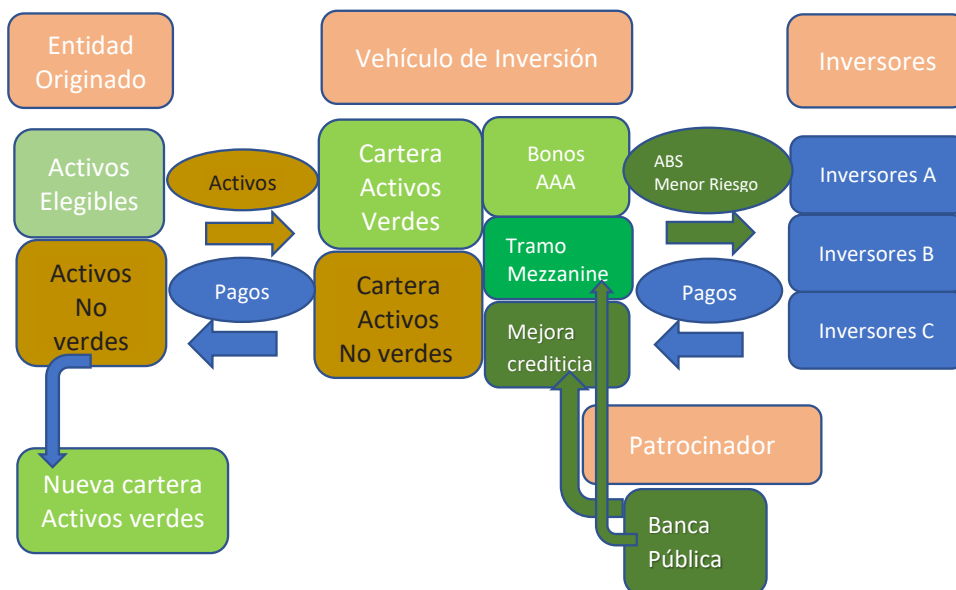 Entidad
Originado
Vehículo de Inversión
Inversores
Activos
Elegibles
Activos
No
verdes
Nueva cartera
Activos verdes
Activos
Pagos
Cartera
Activos
Verdes
Cartera
Activos
No verdes
Bonos
AAA
Tramo
Mezzanine
Mejora
crediticia
ABS
Menor Riesgo
Pagos
Inversores A
Inversores B
Inversores C
Patrocinador
Banca
Pública